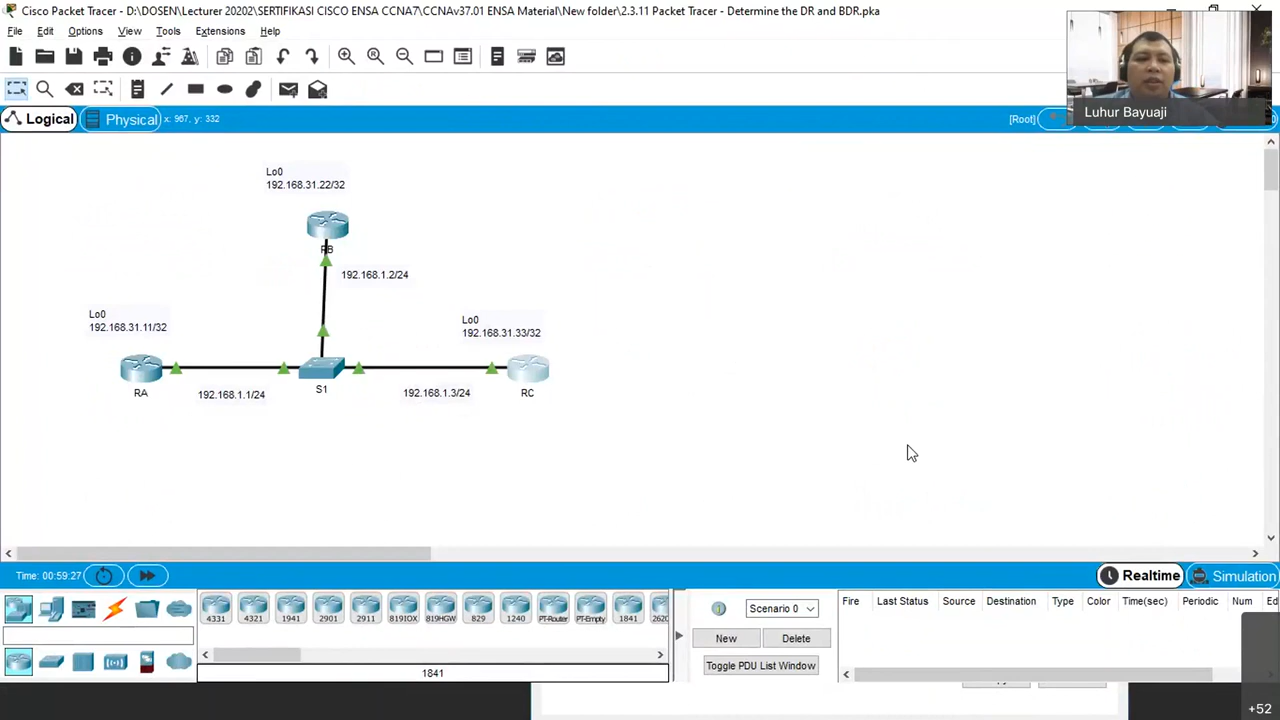 Cisco Packet Tracer - D:\DOSEN\Lecturer 20202\SERTIFIKASI CISCO ENSA CCNA7\CCNAv37.01 ENSA Material\New folder\2.3.11 Packet Tracer - Determine the DR and BDR.pka
File Edit Options View Tools Extensions Help
Luhur Bayuaji
Logical Physical x: 967, y: 332 [Root]
Lo0
192.168.31.22/32
RB
192.168.1.2/24
Lo0
192.168.31.11/32
Lo0
192.168.31.33/32
RA
192.168.1.1/24
S1
192.168.1.3/24
RC
Time: 00:59:27
Realtime Simulation
4331 4321 1941 2901 2911 819IOX 819HGW 829 1240 PT-Router PT-Empty 1841 2620
1841
Scenario 0
New Delete
Toggle PDU List Window
Fire Last Status Source Destination Type Color Time(sec) Periodic Num Ed
+52